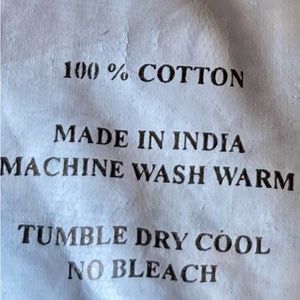 100 % COTTON
MADE IN INDIA
MACHINE WASH WARM
TUMBLE DRY COOL
NO BLEACH